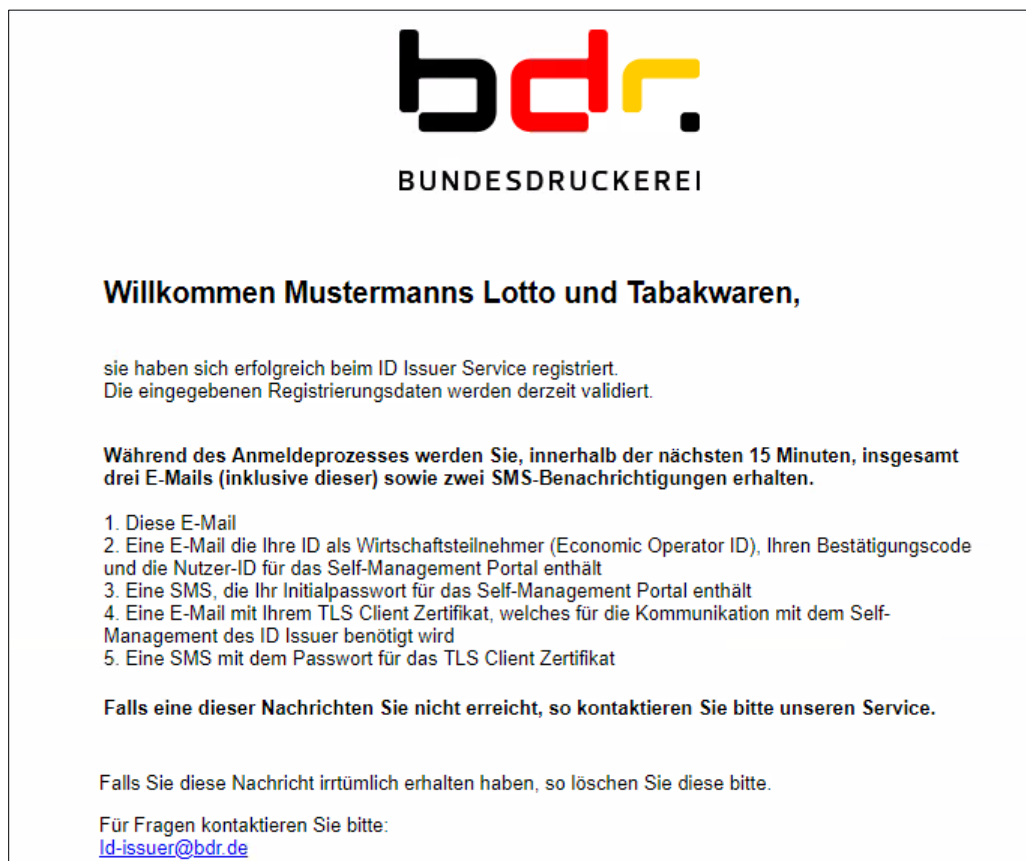 bdr.
BUNDESDRUCKEREI
Willkommen Mustermanns Lotto und Tabakwaren,
sie haben sich erfolgreich beim ID Issuer Service registriert.
Die eingegebenen Registrierungsdaten werden derzeit validiert.
Während des Anmeldeprozesses werden Sie, innerhalb der nächsten 15 Minuten, insgesamt
drei E-Mails (inklusive dieser) sowie zwei SMS-Benachrichtigungen erhalten.
1. Diese E-Mail
2. Eine E-Mail die Ihre ID als Wirtschaftsteilnehmer (Economic Operator ID), Ihren Bestätigungscode
und die Nutzer-ID für das Self-Management Portal enthält
3. Eine SMS, die Ihr Initialpasswort für das Self-Management Portal enthält
4. Eine E-Mail mit Ihrem TLS Client Zertifikat, welches für die Kommunikation mit dem Self-
Management des ID Issuer benötigt wird
5. Eine SMS mit dem Passwort für das TLS Client Zertifikat
Falls eine dieser Nachrichten Sie nicht erreicht, so kontaktieren Sie bitte unseren Service.
Falls Sie diese Nachricht irrtümlich erhalten haben, so löschen Sie diese bitte.
Für Fragen kontaktieren Sie bitte:
Id-issuer@bdr.de